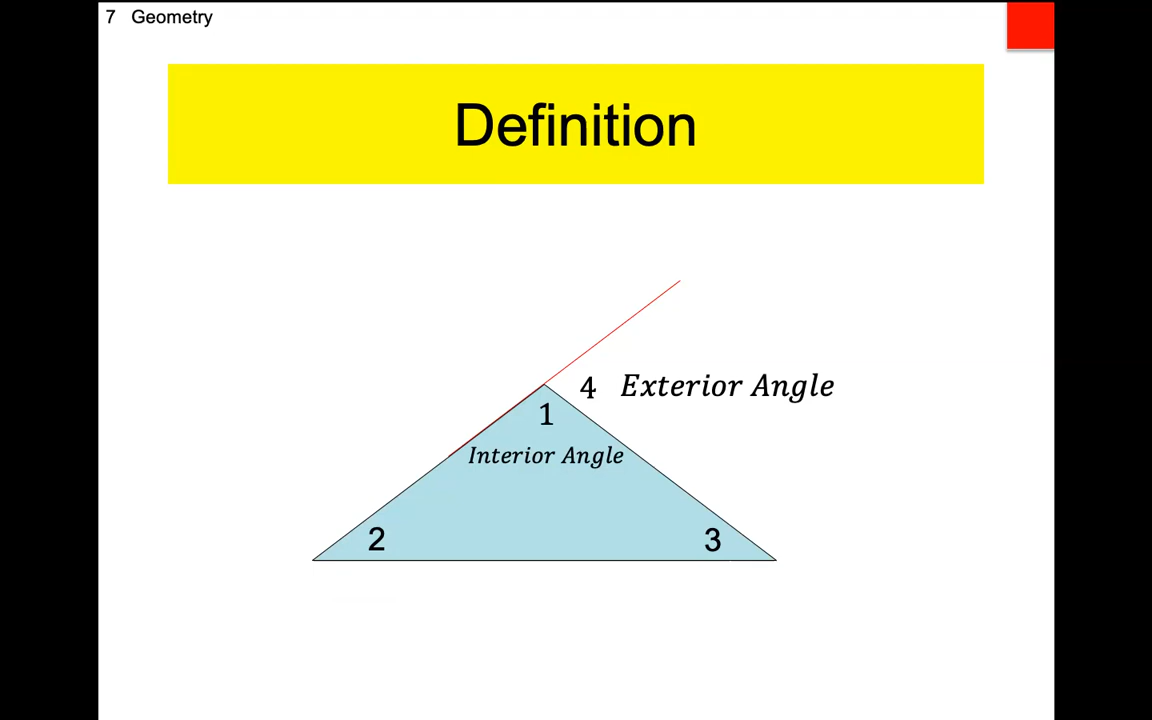 7 Geometry
Definition
4 Exterior Angle
1
Interior Angle
2 3